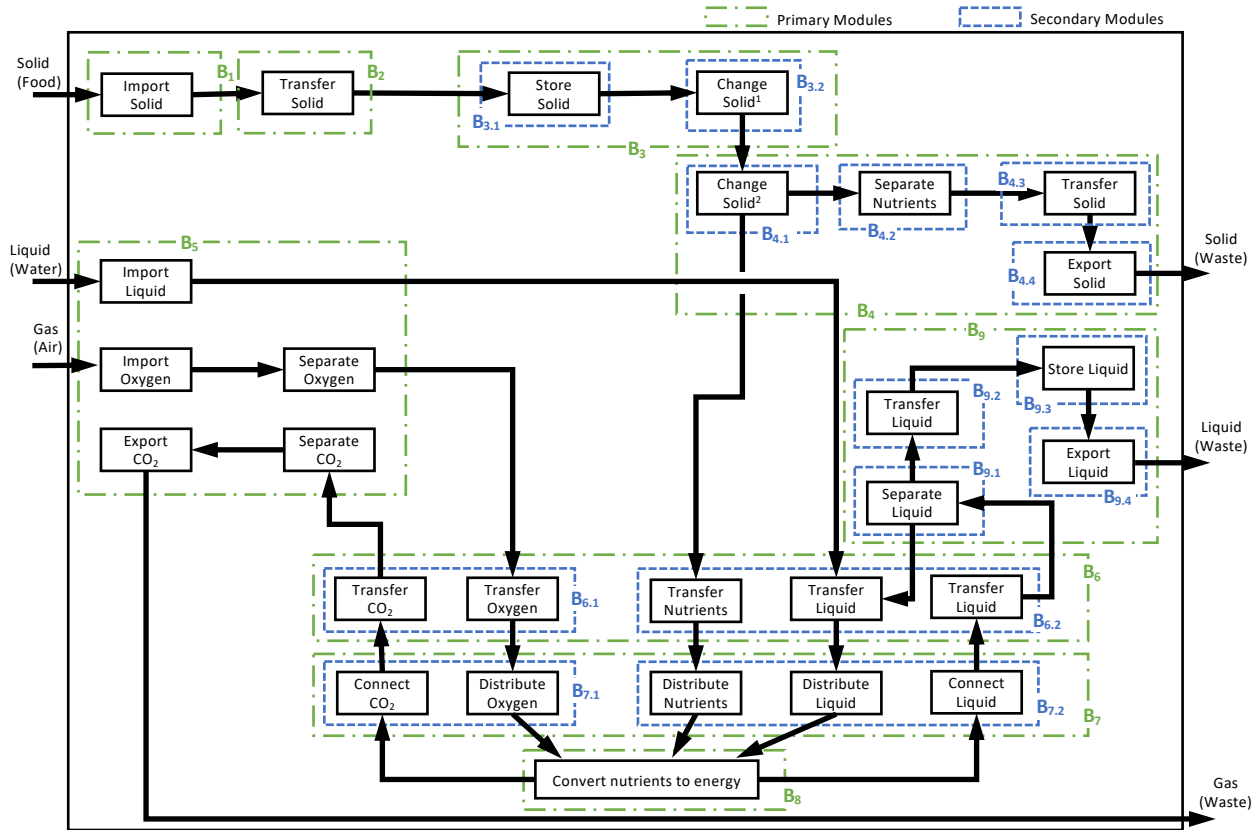 Primary Modules
Secondary Modules
Solid
(Food)
Import
Solid
B1
Transfer
Solid
B2
Store
Solid
B3.1
Change
Solid1
B3.2
B3
Change
Solid2
B4.1
Separate
Nutrients
B4.2
B4.3
Transfer
Solid
B4.4
Export
Solid
B4
Solid
(Waste)
Liquid
(Water)
B5
Import
Liquid
Gas
(Air)
Import
Oxygen
Separate
Oxygen
Export
CO2
Separate
CO2
B9
Store Liquid
B9.3
B9.2
Transfer
Liquid
Export
Liquid
B9.4
Liquid
(Waste)
B9.1
Separate
Liquid
B6
Transfer
CO2
Transfer
Oxygen
B6.1
Transfer
Nutrients
Transfer
Liquid
Transfer
Liquid
B6.2
Connect
CO2
Distribute
Oxygen
B7.1
Distribute
Nutrients
Distribute
Liquid
Connect
Liquid
B7.2
B7
Convert nutrients to energy
B8
Gas
(Waste)